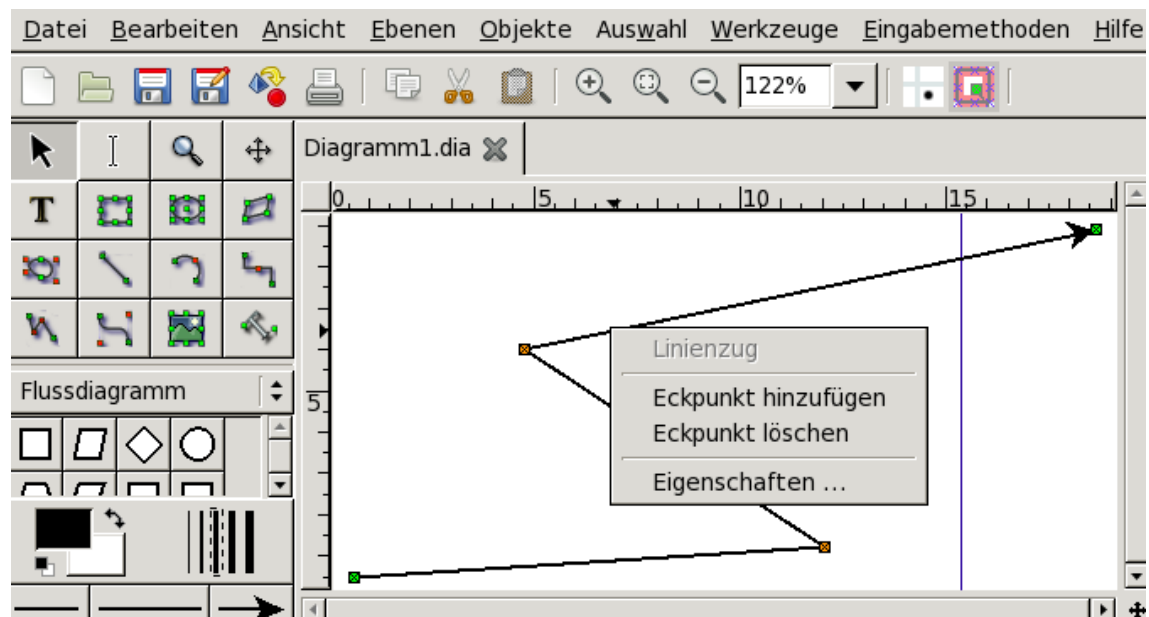 Datei Bearbeiten Ansicht Ebenen Objekte Auswahl Werkzeuge Eingabemethoden Hilfe
122%
Diagramm1.dia
T
0 5 10 15
Linienzug
Eckpunkt hinzufügen
Flussdiagramm
5
Eckpunkt löschen
Eigenschaften ...